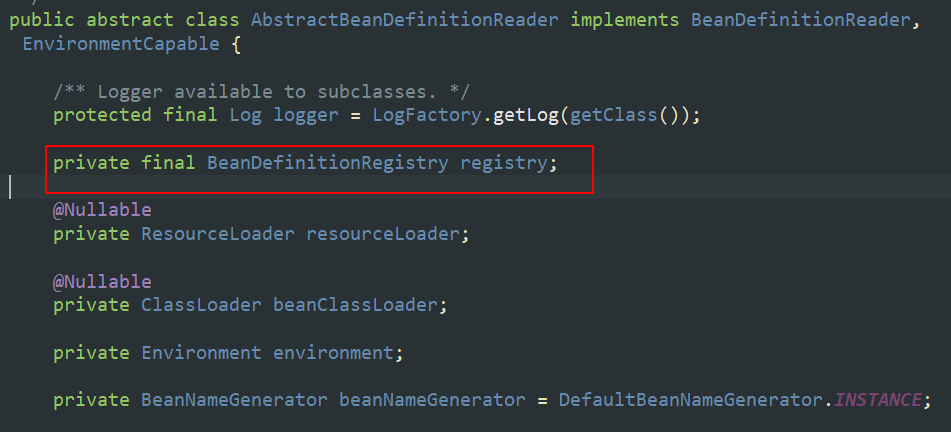 public abstract class AbstractBeanDefinitionReader implements BeanDefinitionReader,
EnvironmentCapable {
/** Logger available to subclasses. */
protected final Log logger = LogFactory.getLog(getClass());
private final BeanDefinitionRegistry registry;
@Nullable
private ResourceLoader resourceLoader;
@Nullable
private ClassLoader beanClassLoader;
private Environment environment;
private BeanNameGenerator beanNameGenerator = DefaultBeanNameGenerator.INSTANCE;